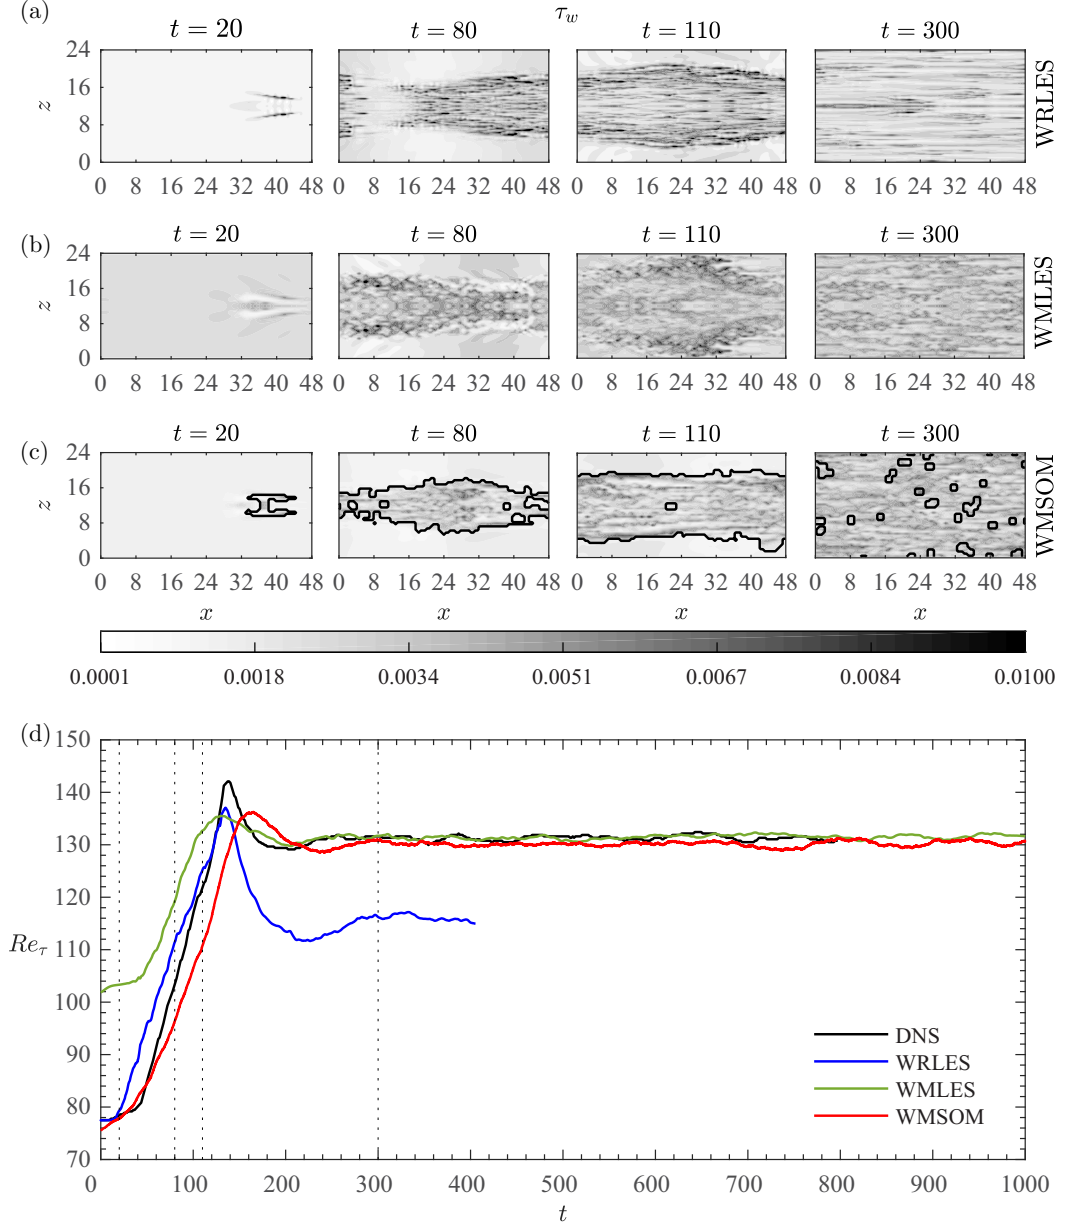 (a)
τw
t = 20
t = 80
t = 110
t = 300
24
16
8
0
z
0 8 16 24 32 40 48
0 8 16 24 32 40 48
0 8 16 24 32 40 48
0 8 16 24 32 40 48
WRLES
(b)
t = 20
t = 80
t = 110
t = 300
24
16
8
0
z
0 8 16 24 32 40 48
0 8 16 24 32 40 48
0 8 16 24 32 40 48
0 8 16 24 32 40 48
WMLES
(c)
t = 20
t = 80
t = 110
t = 300
24
16
8
0
z
0 8 16 24 32 40 48
0 8 16 24 32 40 48
0 8 16 24 32 40 48
0 8 16 24 32 40 48
WMSOM
x
x
x
x
0.0001 0.0018 0.0034 0.0051 0.0067 0.0084 0.0100
(d)
150
140
130
120
110
100
90
80
70
Reτ
DNS
WRLES
WMLES
WMSOM
0 100 200 300 400 500 600 700 800 900 1000
t